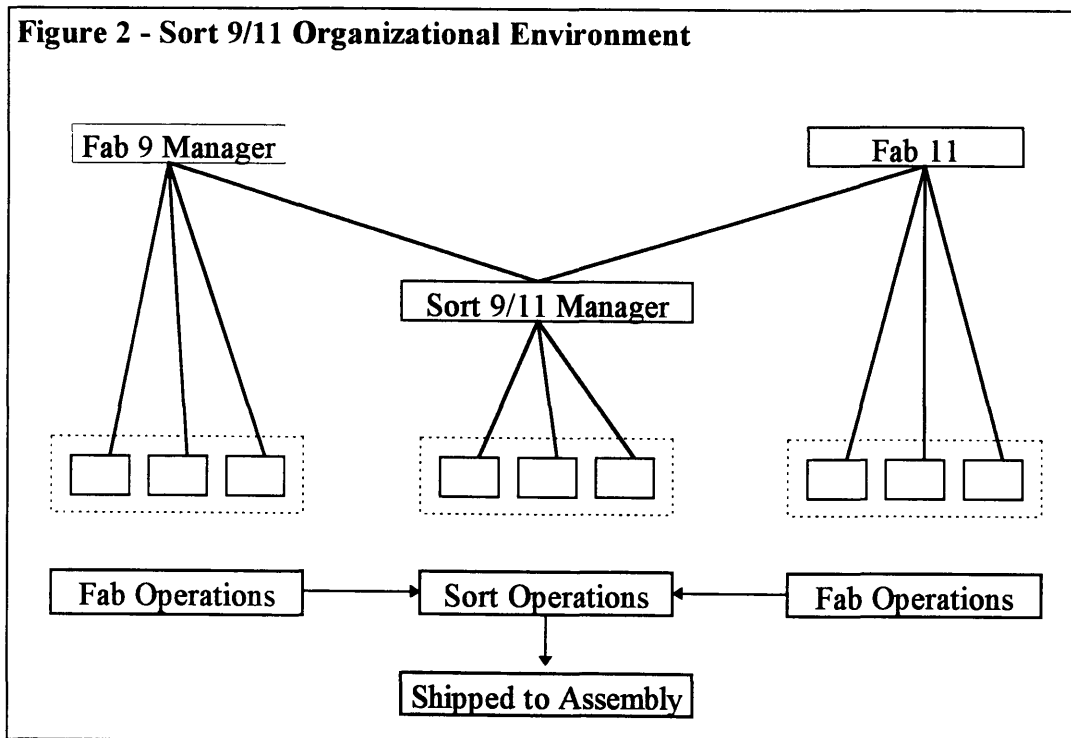 Figure 2 - Sort 9/11 Organizational Environment
Fab 9 Manager
Fab 11
Sort 9/11 Manager
Fab Operations
Sort Operations
Fab Operations
Shipped to Assembly